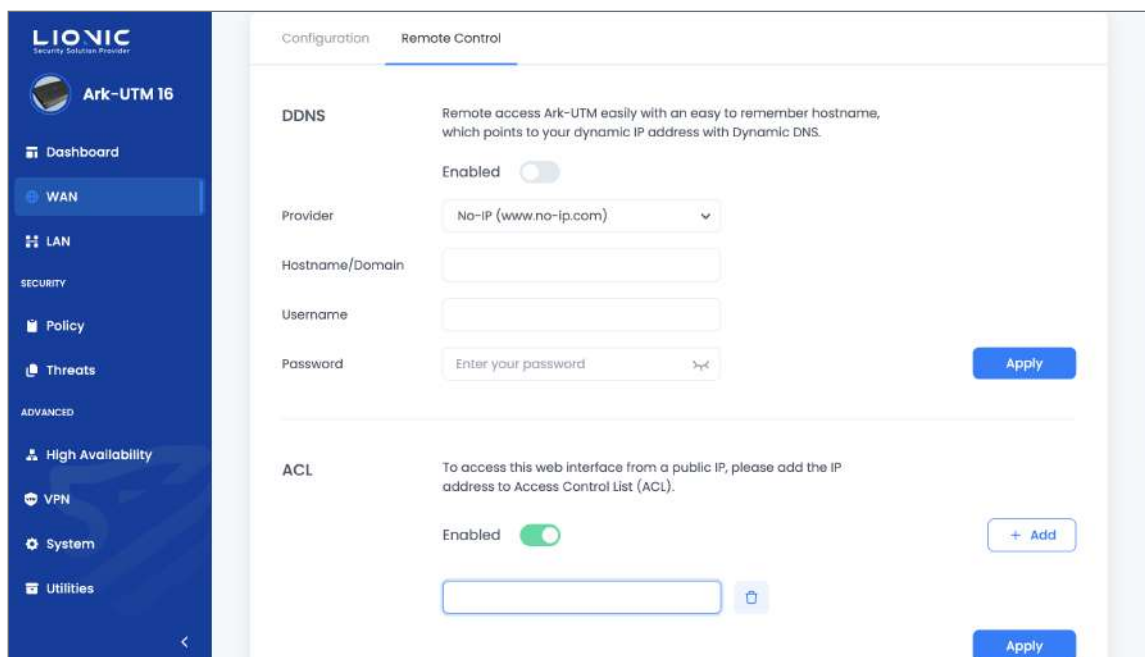 LIONIC
Security Solution Provider
Ark-UTM 16
Dashboard
WAN
LAN
SECURITY
Policy
Threats
ADVANCED
High Availability
VPN
System
Utilities
Configuration
Remote Control
DDNS
Remote access Ark-UTM easily with an easy to remember hostname,
which points to your dynamic IP address with Dynamic DNS.
Enabled
Provider
No-IP (www.no-ip.com)
Hostname/Domain
Username
Password
Enter your password
Apply
ACL
To access this web interface from a public IP, please add the IP
address to Access Control List (ACL).
Enabled
+ Add
Apply